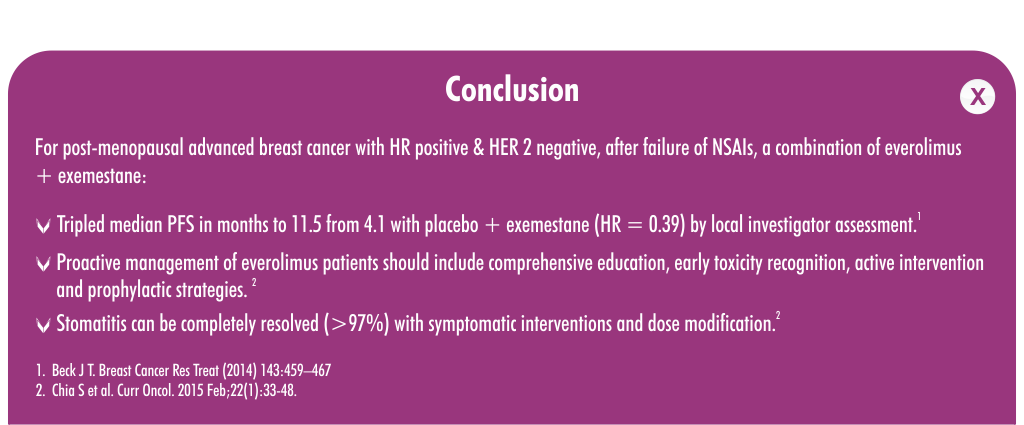 Conclusion
X
For post-menopausal advanced breast cancer with HR positive & HER 2 negative, after failure of NSAIs, a combination of everolimus
+ exemestane:
Tripled median PFS in months to 11.5 from 4.1 with placebo + exemestane (HR = 0.39) by local investigator assessment.1
Proactive management of everolimus patients should include comprehensive education, early toxicity recognition, active intervention
and prophylactic strategies. 2
Stomatitis can be completely resolved (>97%) with symptomatic interventions and dose modification.2
1. Beck J T. Breast Cancer Res Treat (2014) 143:459–467
2. Chia S et al. Curr Oncol. 2015 Feb;22(1):33-48.